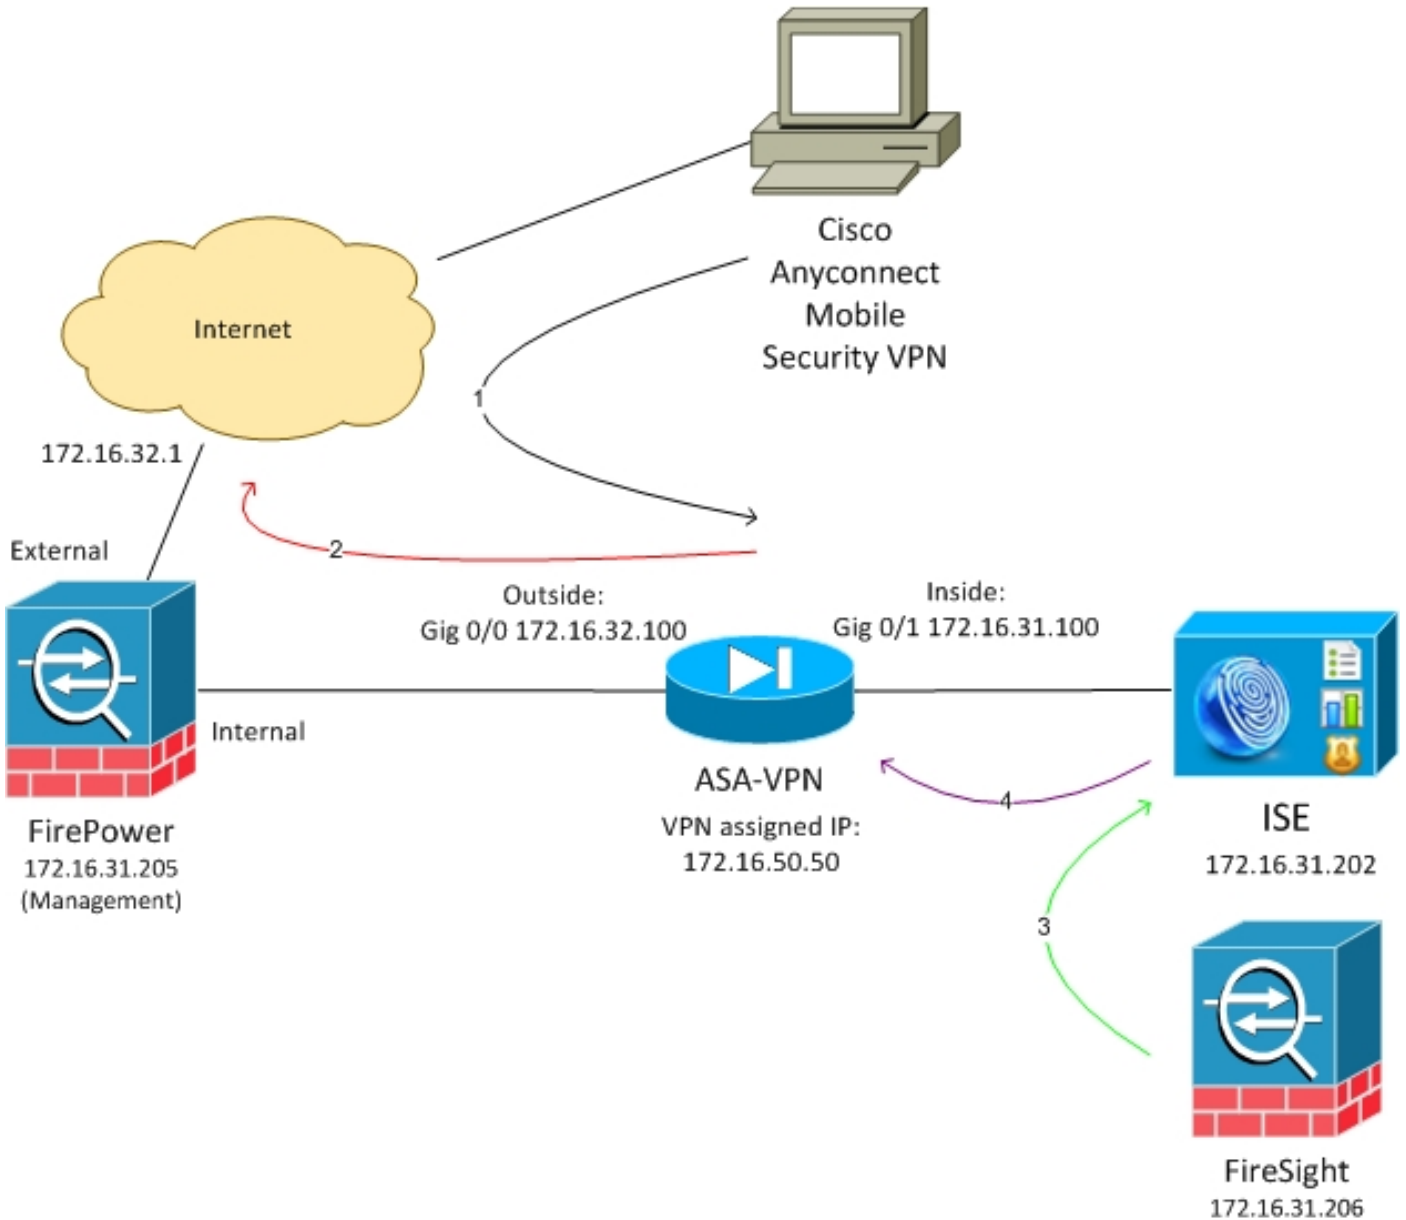 Cisco
Anyconnect
Mobile
Security VPN
Internet
1
172.16.32.1
2
External
Outside:
Gig 0/0 172.16.32.100
Inside:
Gig 0/1 172.16.31.100
Internal
ASA-VPN
VPN assigned IP:
172.16.50.50
4
FirePower
172.16.31.205
(Management)
ISE
172.16.31.202
3
FireSight
172.16.31.206